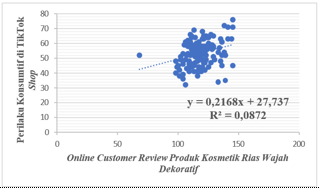 80
70
60
50
40
30
20
10
0
Perilaku Konsumtif di TikTok
Shop
y = 0,2168x + 27,737
R² = 0,0872
0
50
100
150
200
Online Customer Review Produk Kosmetik Rias Wajah
Dekoratif